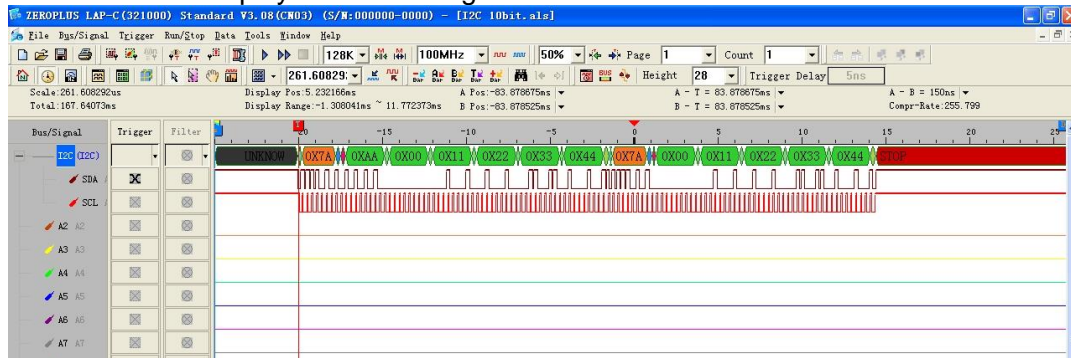 ZEROPLUS LAP-C(321000) Standard V3.08(CN03) (S/N:000000-0000) - [I2C 10bit.als]
File Bus/Signal Trigger Run/Stop Data Tools Window Help
128K 100MHz 50% Page 1 Count 1
261.60829: Bar Bar Bar Bar Bar Height 28 Trigger Delay 5ns
Scale:261.608292us Display Pos:5.232166ms A Pos:-83.878675ms A - T = 83.878675ms A - B = 150ns
Total:167.64073ms Display Range:-1.308041ms ~ 11.772373ms B Pos:-83.878525ms B - T = 83.878525ms Compr-Rate:255.799
Bus/Signal Trigger Filter -20 -15 -10 -5 0 5 10 15 20 25
I2C (I2C) UNKNOW 0X7A 0XAA 0X00 0X11 0X22 0X33 0X44 0X7A 0X00 0X11 0X22 0X33 0X44 STOP
SDA
SCL
A2 A2
A3 A3
A4 A4
A5 A5
A6 A6
A7 A7